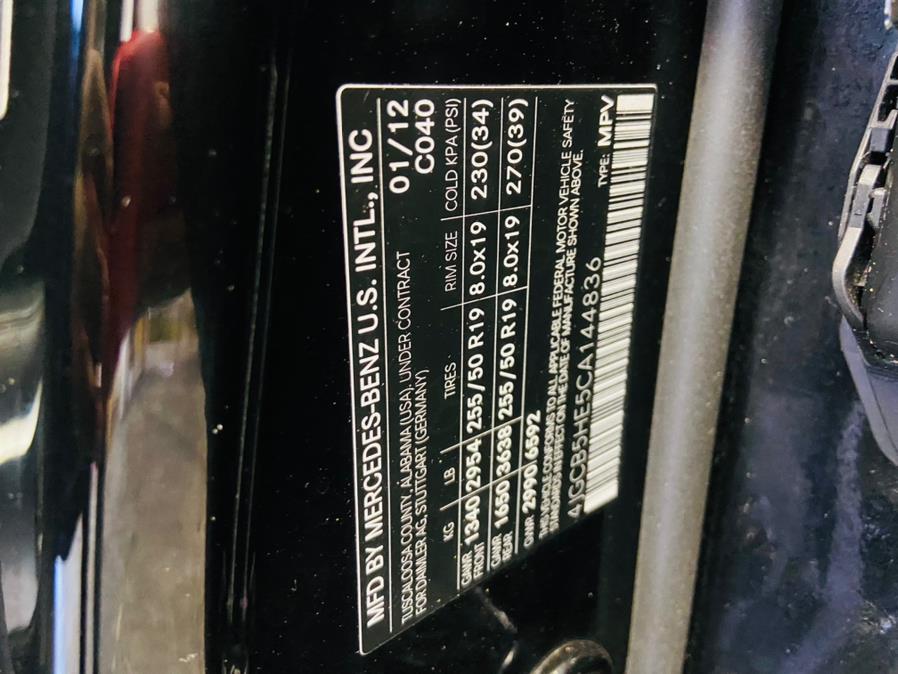 MFD BY MERCEDES-BENZ U.S. INTL., INC
TUSCALOOSA COUNTY, ALABAMA (USA). UNDER CONTRACT 01/12
FOR DAIMLER AG, STUTTGART (GERMANY) C040
KG LB TIRES RIM SIZE COLD KPA (PSI)
GAWR FRONT 1340 2954 255/50 R19 8.0x19 230(34)
GAWR REAR 1650 3638 255/50 R19 8.0x19 270(39)
GVWR 2990 6592
THIS VEHICLE CONFORMS TO ALL APPLICABLE FEDERAL MOTOR VEHICLE SAFETY
STANDARDS IN EFFECT ON THE DATE OF MANUFACTURE SHOWN ABOVE.
4JGCB5HE5CA144836 TYPE: MPV